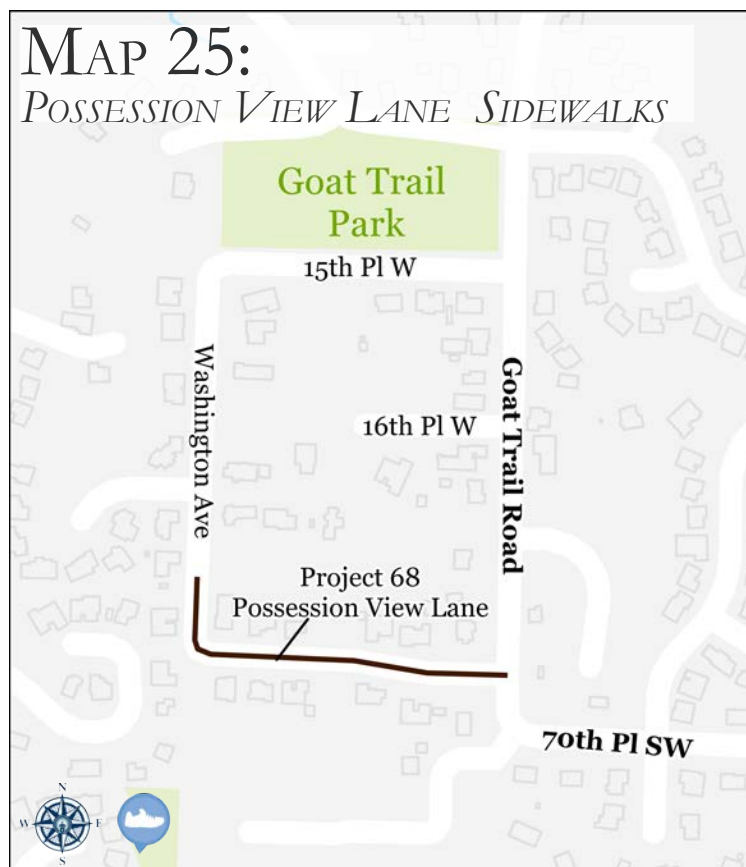 MAP 25:
POSSESSION VIEW LANE SIDEWALKS
Goat Trail
Park
15th Pl W
Washington Ave
Goat Trail Road
16th Pl W
Project 68
Possession View Lane
70th Pl SW
N
W E
S